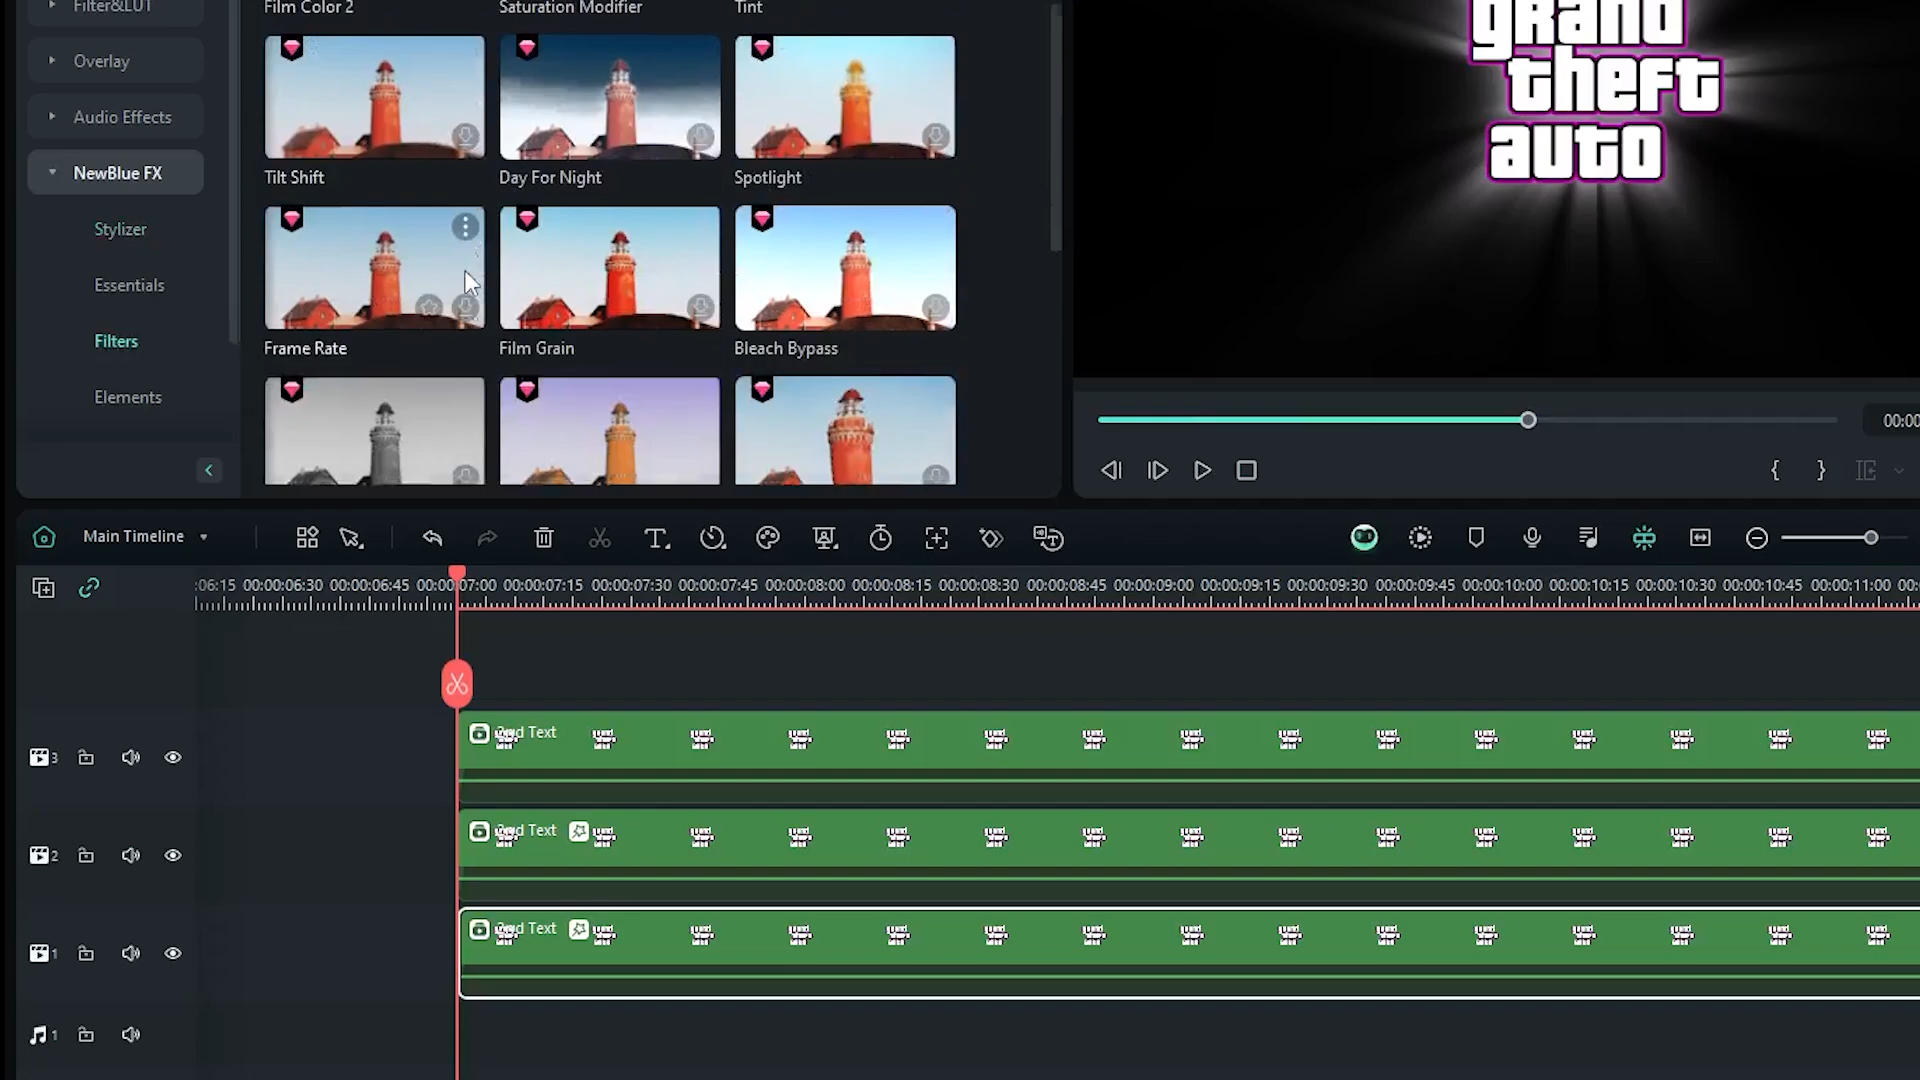 Filter&LUT
Overlay
Audio Effects
NewBlue FX
Stylizer
Essentials
Filters
Elements
Film Color 2
Saturation Modifier
Tint
Tilt Shift
Day For Night
Spotlight
Frame Rate
Film Grain
Bleach Bypass
grand
theft
auto
00:00
{ }
Main Timeline
:06:15 00:00:06:30 00:00:06:45 00:00:07:00 00:00:07:15 00:00:07:30 00:00:07:45 00:00:08:00 00:00:08:15 00:00:08:30 00:00:08:45 00:00:09:00 00:00:09:15 00:00:09:30 00:00:09:45 00:00:10:00 00:00:10:15 00:00:10:30 00:00:10:45 00:00:11:00 00:
3
2nd Text
2
2nd Text
1
2nd Text
1